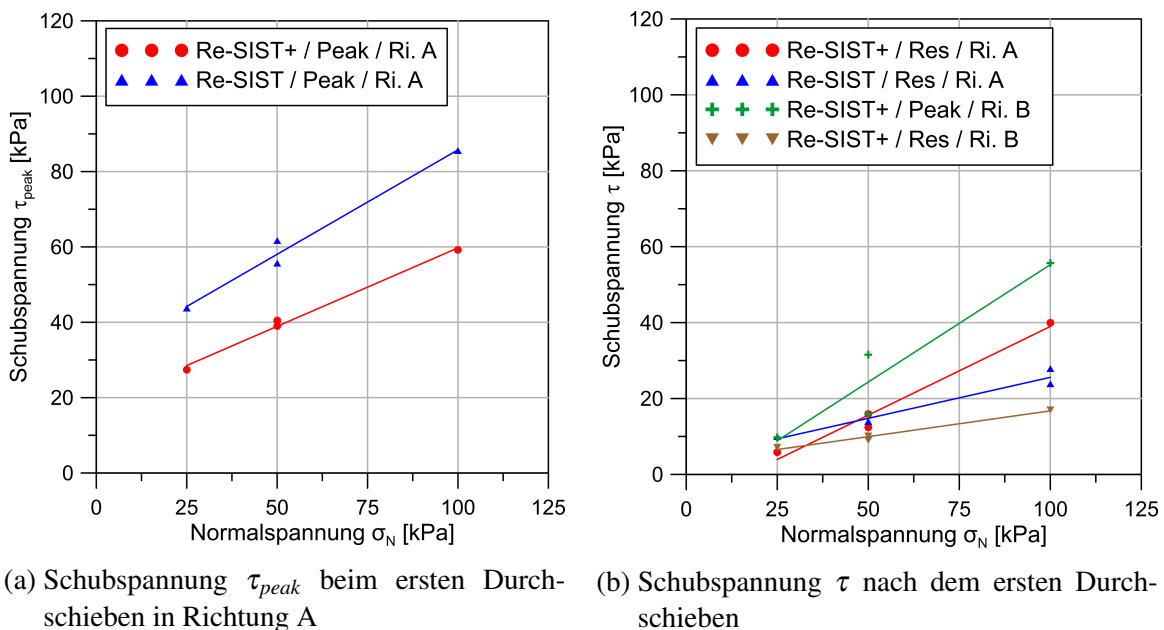 120
100
80
60
40
20
0
0 25 50 75 100 125
Schubspannung τpeak [kPa]
Normalspannung σN [kPa]
Re-SIST+ / Peak / Ri. A
Re-SIST / Peak / Ri. A
(a) Schubspannung τpeak beim ersten Durch-
schieben in Richtung A
120
100
80
60
40
20
0
0 25 50 75 100 125
Schubspannung τ [kPa]
Normalspannung σN [kPa]
Re-SIST+ / Res / Ri. A
Re-SIST / Res / Ri. A
Re-SIST+ / Peak / Ri. B
Re-SIST+ / Res / Ri. B
(b) Schubspannung τ nach dem ersten Durch-
schieben